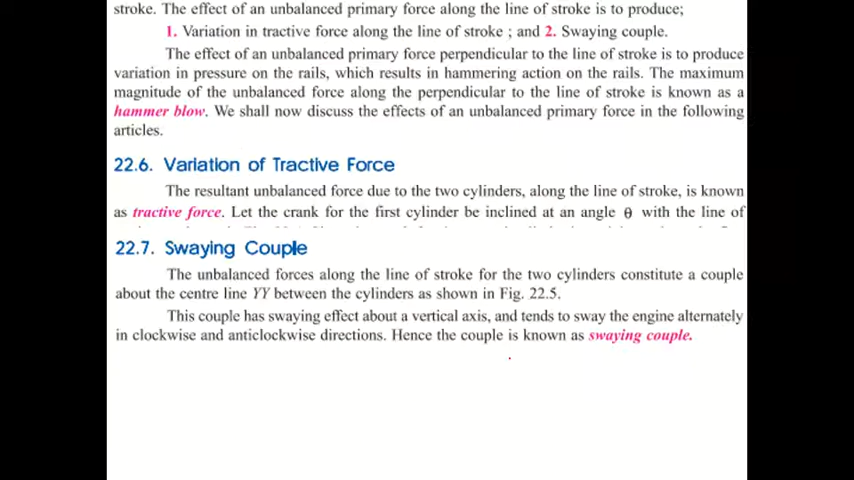 stroke. The effect of an unbalanced primary force along the line of stroke is to produce;
1. Variation in tractive force along the line of stroke ; and 2. Swaying couple.
The effect of an unbalanced primary force perpendicular to the line of stroke is to produce
variation in pressure on the rails, which results in hammering action on the rails. The maximum
magnitude of the unbalanced force along the perpendicular to the line of stroke is known as a
hammer blow. We shall now discuss the effects of an unbalanced primary force in the following
articles.
22.6. Variation of Tractive Force
The resultant unbalanced force due to the two cylinders, along the line of stroke, is known
as tractive force. Let the crank for the first cylinder be inclined at an angle θ with the line of
22.7. Swaying Couple
The unbalanced forces along the line of stroke for the two cylinders constitute a couple
about the centre line YY between the cylinders as shown in Fig. 22.5.
This couple has swaying effect about a vertical axis, and tends to sway the engine alternately
in clockwise and anticlockwise directions. Hence the couple is known as swaying couple.